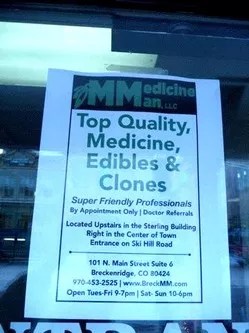 Medicine
Man, LLC
Top Quality,
Medicine,
Edibles &
Clones
Super Friendly Professionals
By Appointment Only | Doctor Referrals
Located Upstairs in the Sterling Building
Right in the Center of Town
Entrance on Ski Hill Road
101 N. Main Street Suite 6
Breckenridge, CO 80424
970-453-2525 | www.BreckMM.com
Open Tues-Fri 9-7pm | Sat- Sun 10-6pm